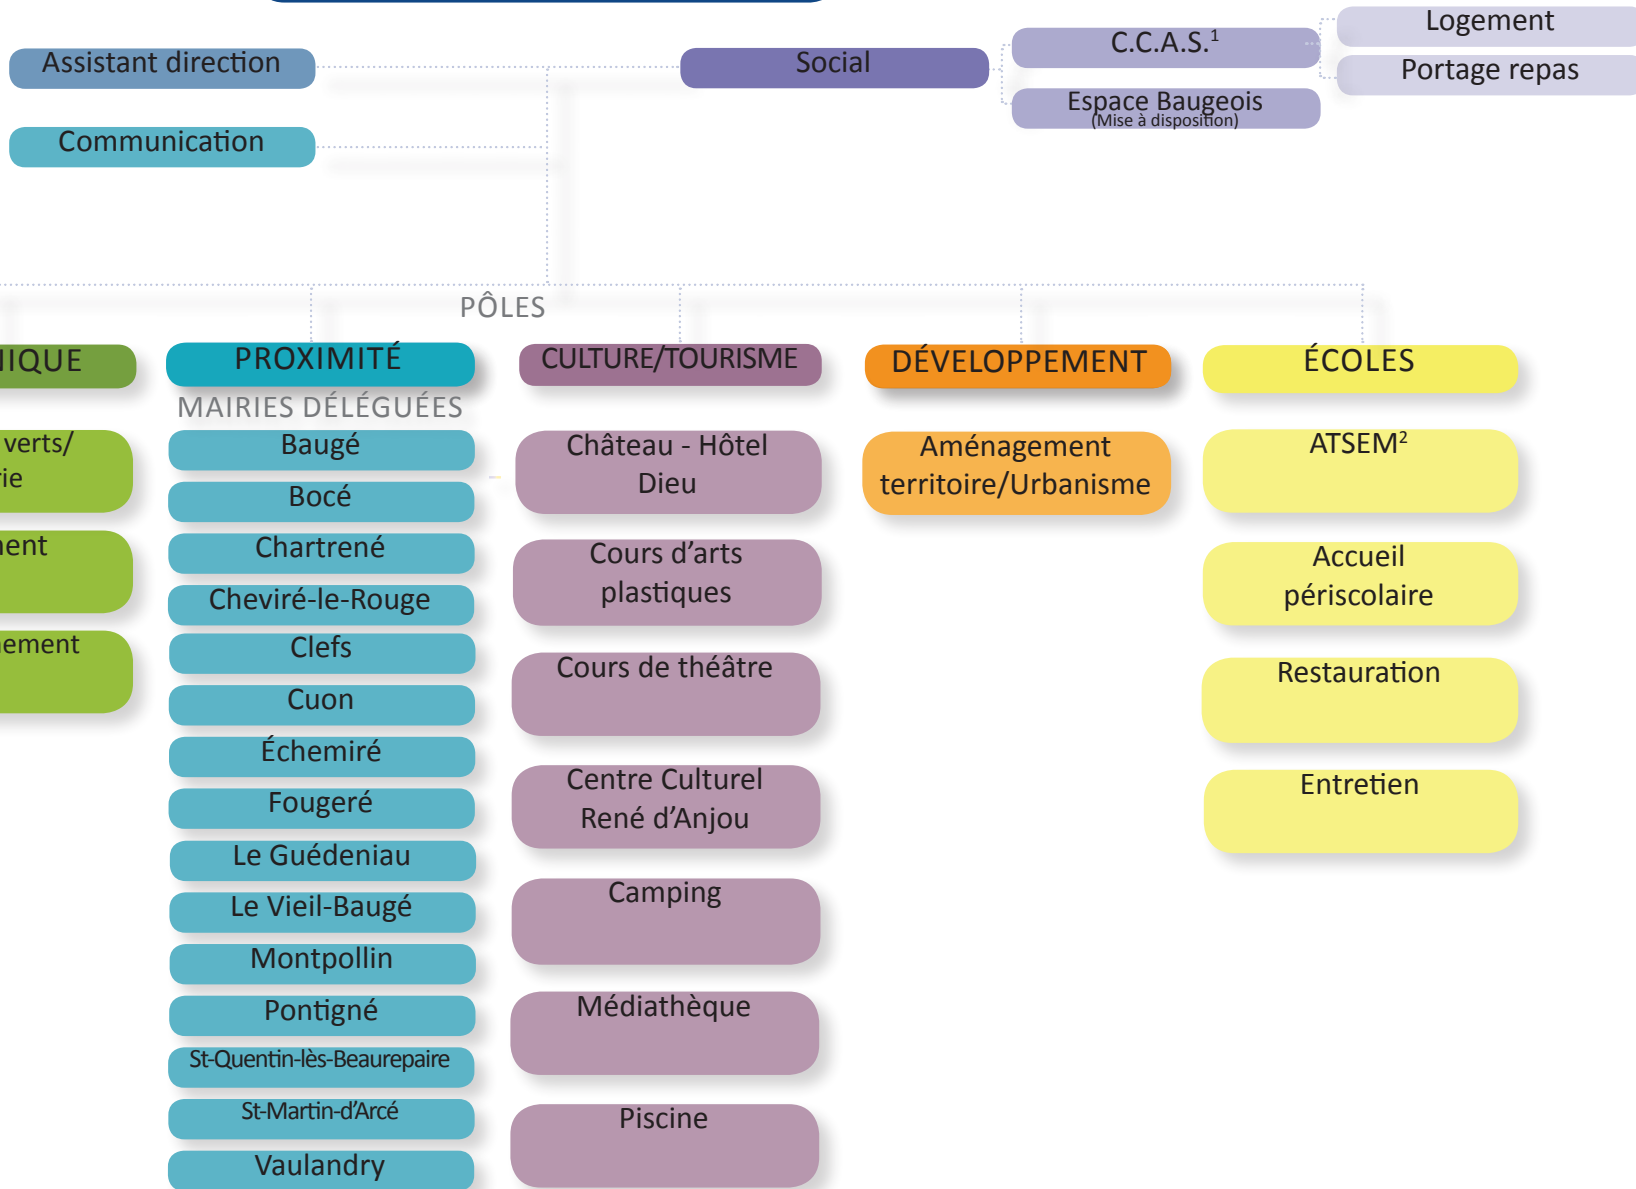 Logement
C.C.A.S.¹
Assistant direction
Social
Portage repas
Espace Baugeois
(Mise à disposition)
Communication
PÔLES
PROXIMITÉ
MAIRIES DÉLÉGUÉES
Baugé
Bocé
Chartrené
Cheviré-le-Rouge
Clefs
Cuon
Échemiré
Fougeré
Le Guédeniau
Le Vieil-Baugé
Montpollin
Pontigné
St-Quentin-lès-Beaurepaire
St-Martin-d’Arcé
Vaulandry
CULTURE/TOURISME
Château - Hôtel
Dieu
Cours d’arts
plastiques
Cours de théâtre
Centre Culturel
René d’Anjou
Camping
Médiathèque
Piscine
DÉVELOPPEMENT
Aménagement
territoire/Urbanisme
ÉCOLES
ATSEM²
Accueil
périscolaire
Restauration
Entretien
verts/